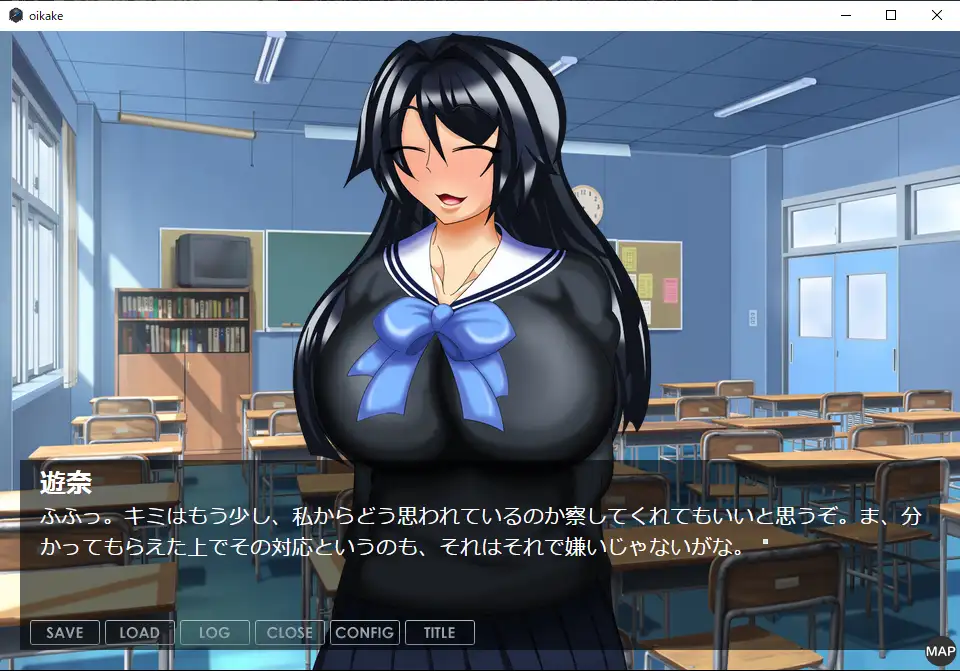 oikake
遊奈
ふふっ。キミはもう少し、私からどう思われているのか察してくれてもいいと思うぞ。ま、分
かってもらえた上でその対応というのも、それはそれで嫌いじゃないがな。
SAVE LOAD LOG CLOSE CONFIG TITLE
MAP